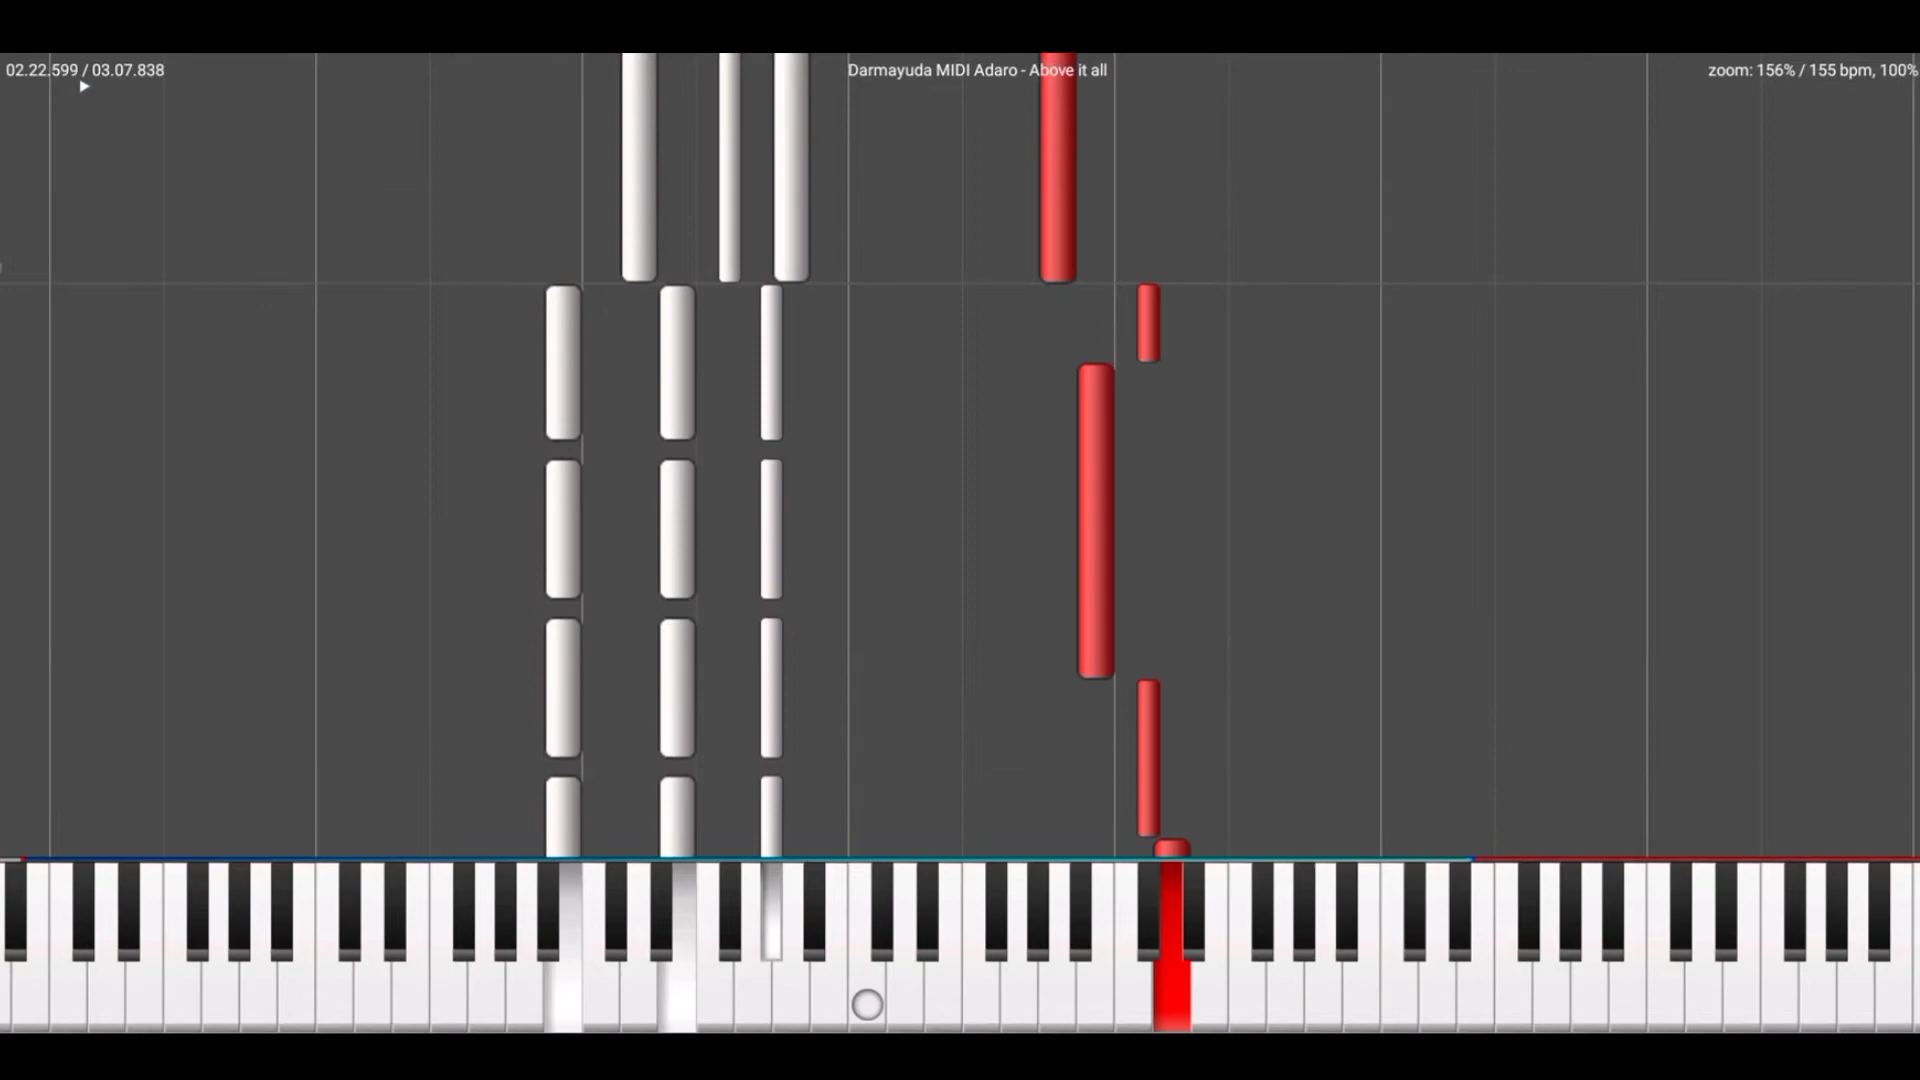 02.22.599 / 03.07.838
Darmayuda MIDI Adaro - Above it all
zoom: 156% / 155 bpm, 100%